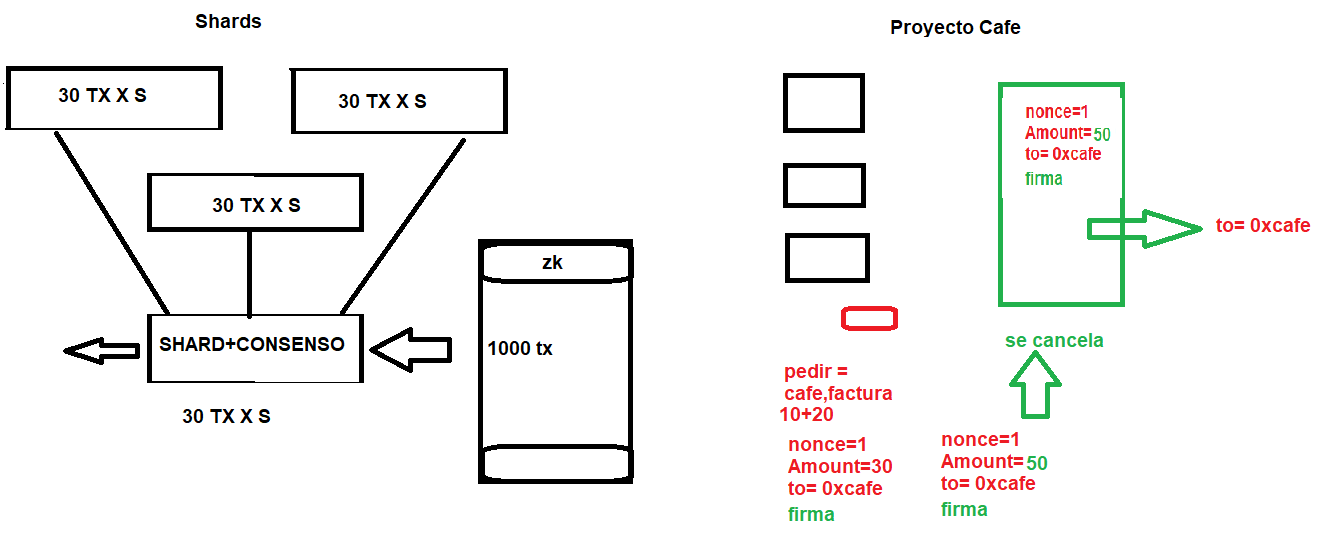 Shards
30 TX X S
30 TX X S
30 TX X S
SHARD+CONSENSO
30 TX X S
zk
1000 tx
Proyecto Cafe
nonce=1
Amount=50
to= 0xcafe
firma
to= 0xcafe
se cancela
pedir =
cafe,factura
10+20
nonce=1
Amount=30
to= 0xcafe
firma
nonce=1
Amount=50
to= 0xcafe
firma